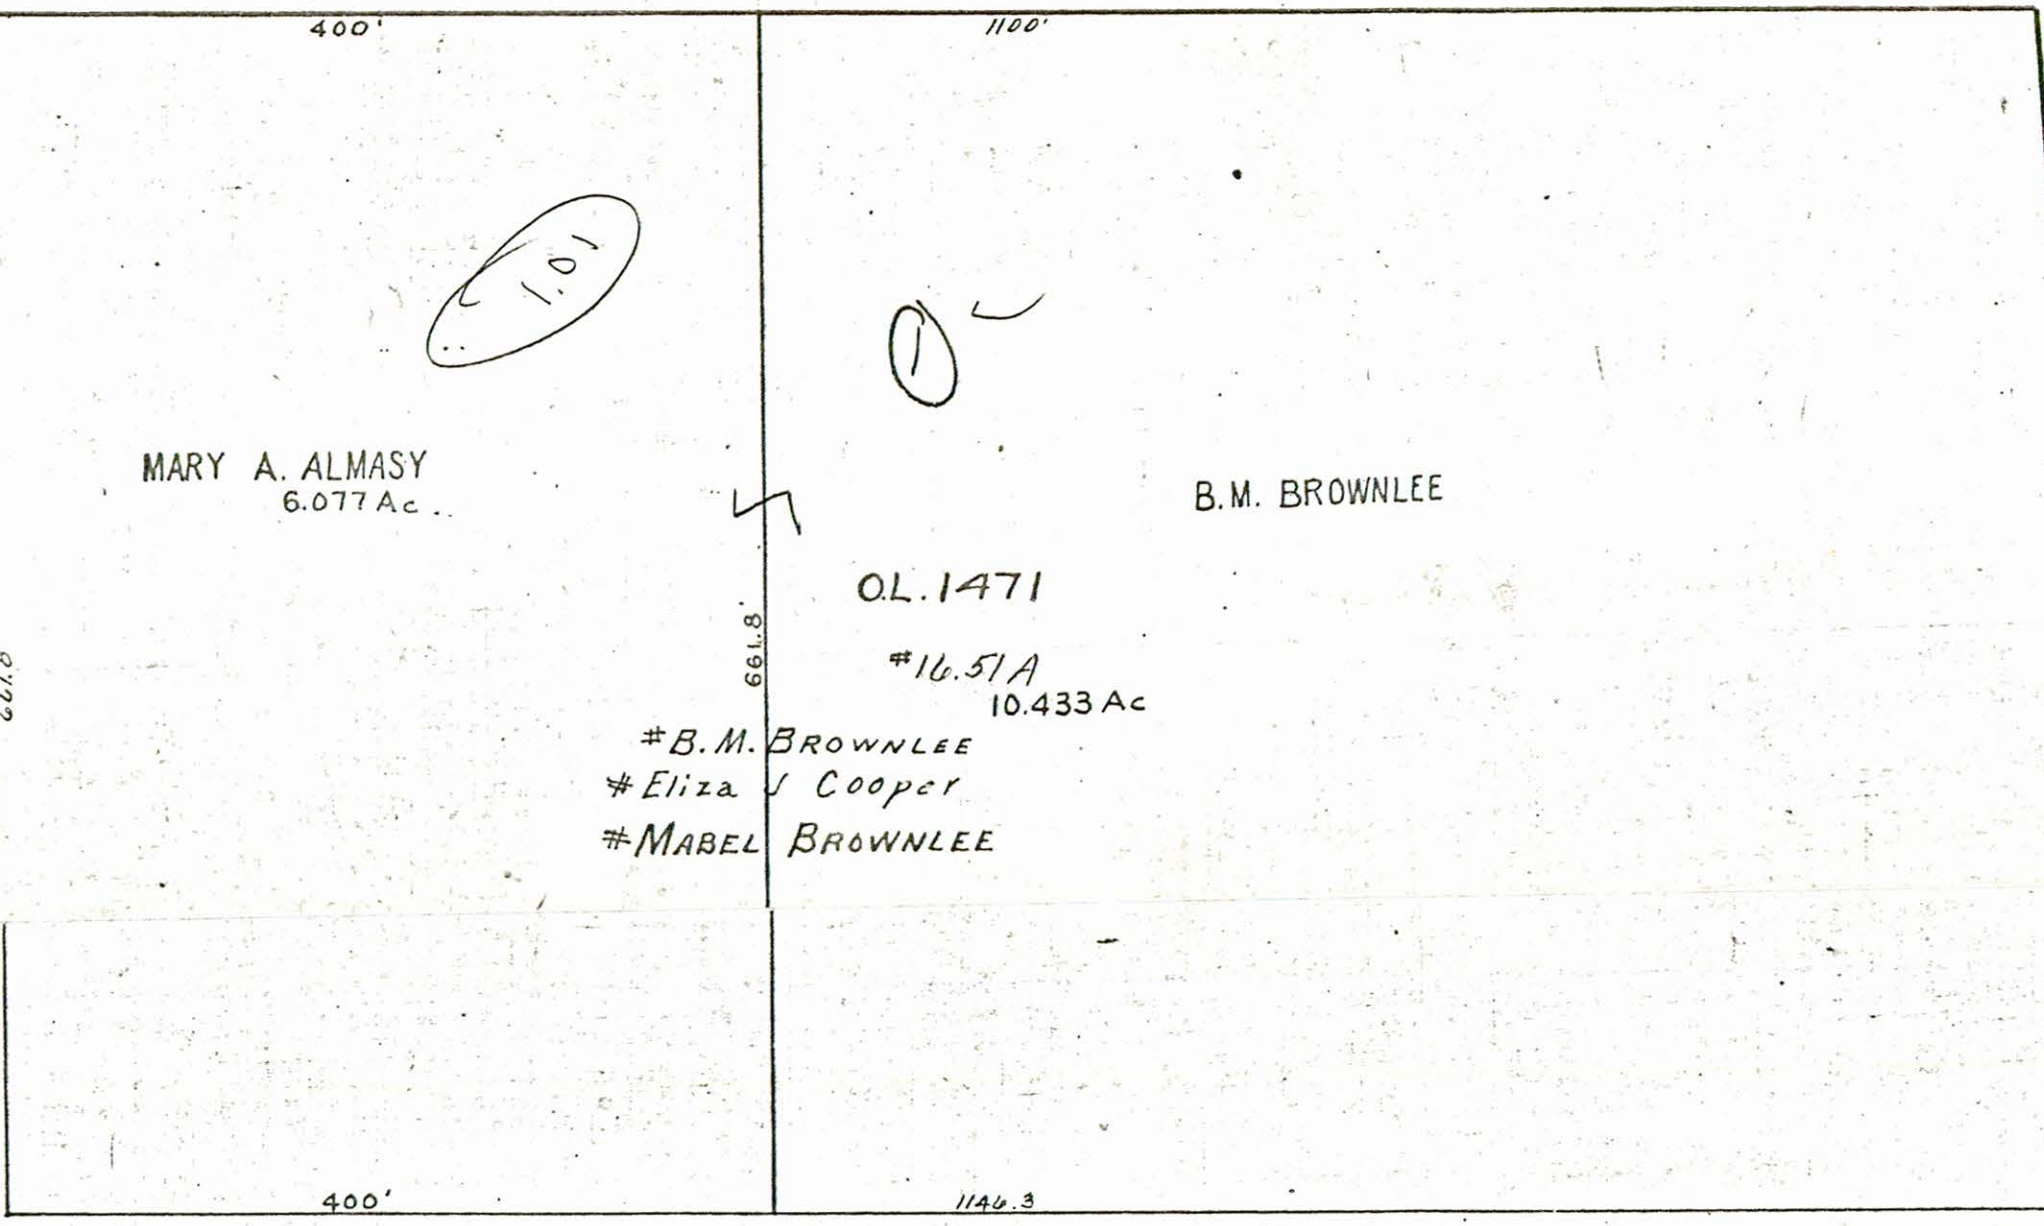 400'
1100'
1.01
1
MARY A. ALMASY
6.077 Ac.
B.M. BROWNLEE
O.L. 1471
661.8'
#16.51 A
10.433 Ac
#B.M. BROWNLEE
#Eliza J Cooper
#MABEL BROWNLEE
400'
1146.3